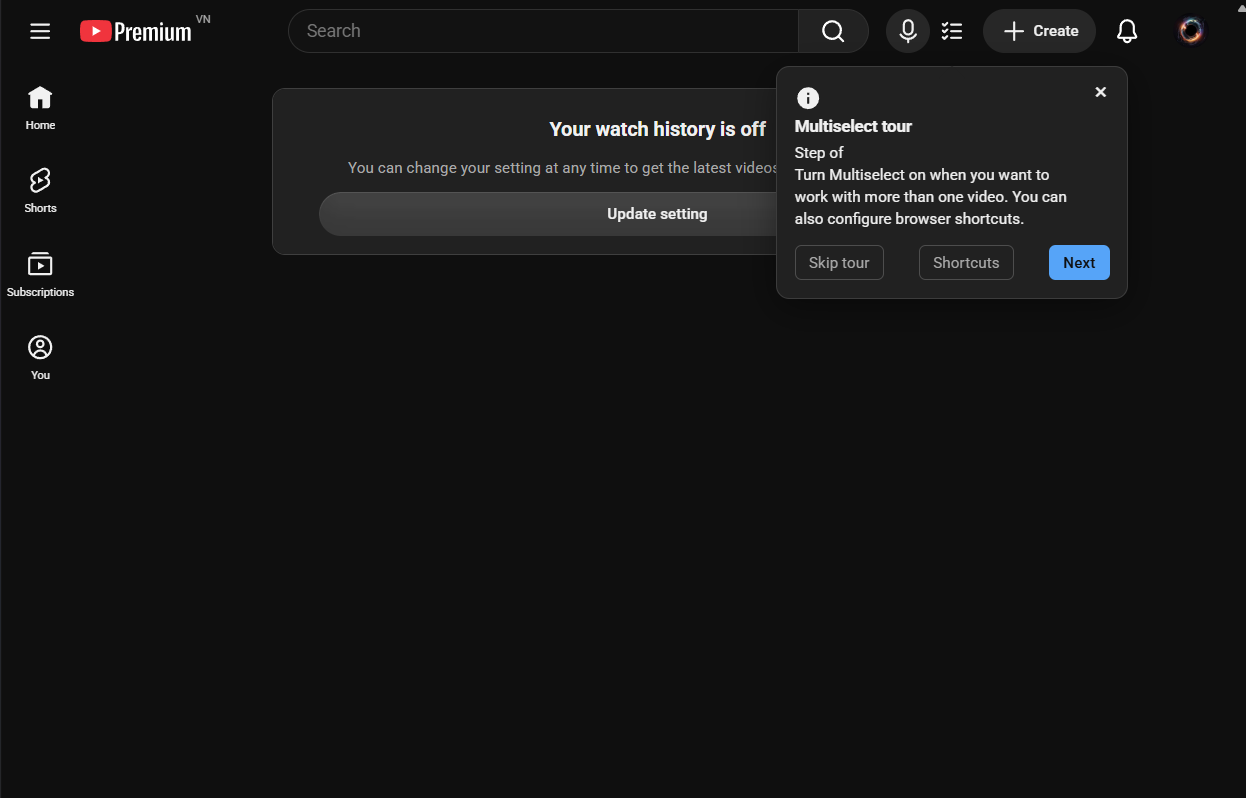 Premium VN
Search
Create
Home
Shorts
Subscriptions
You
Your watch history is off
You can change your setting at any time to get the latest videos
Update setting
Multiselect tour
Step of
Turn Multiselect on when you want to
work with more than one video. You can
also configure browser shortcuts.
Skip tour
Shortcuts
Next